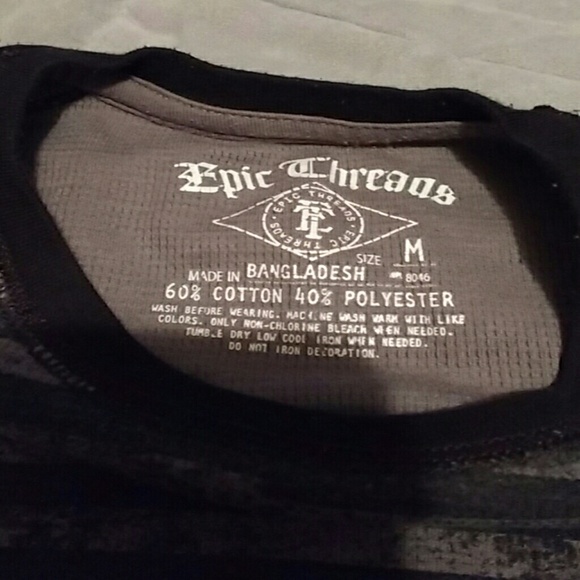 Epic Threads
EPIC THREADS · EPIC THREADS ·
SIZE M
MADE IN BANGLADESH 8046
60% COTTON 40% POLYESTER
WASH BEFORE WEARING. MACHINE WASH WARM WITH LIKE
COLORS. ONLY NON-CHLORINE BLEACH WHEN NEEDED.
TUMBLE DRY LOW COOL IRON WHEN NEEDED.
DO NOT IRON DECORATION.